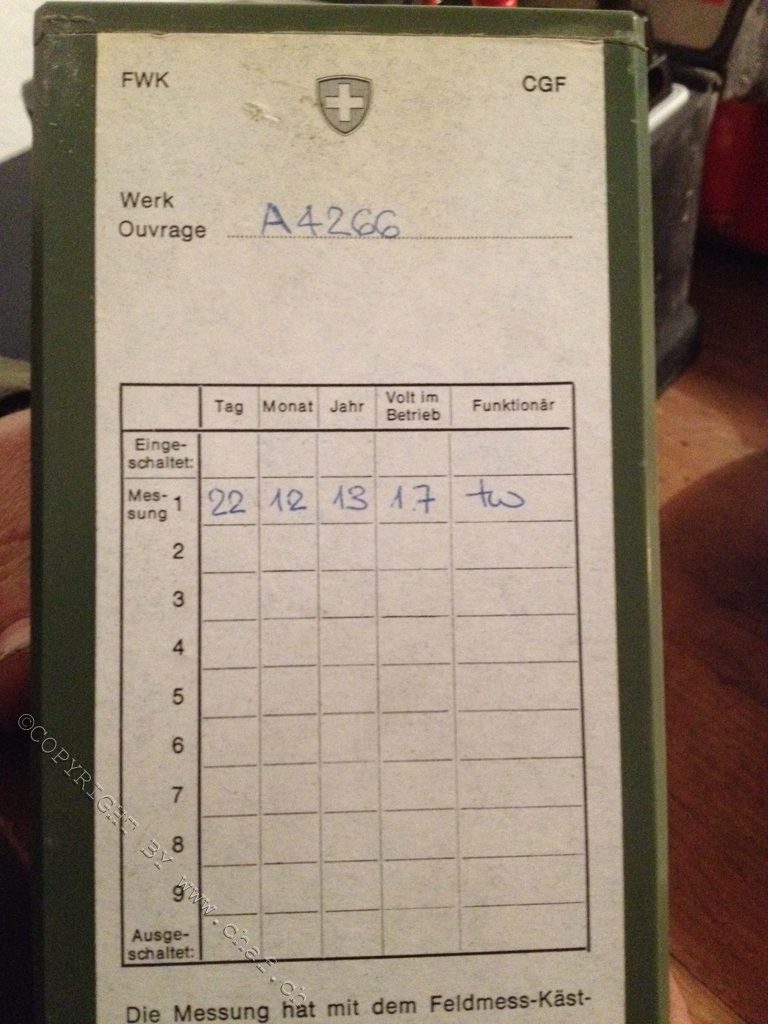 FWK CGF
Werk
Ouvrage A4266
Tag Monat Jahr Volt im Betrieb Funktionär
Einge-
schaltet:
Mes-
sung 1 22 12 13 1.7 tw
2
3
4
5
6
7
8
9
Ausge-
schaltet:
Die Messung hat mit dem Feldmess-Käst-
©COPYRIGHT BY www.chaf.ch